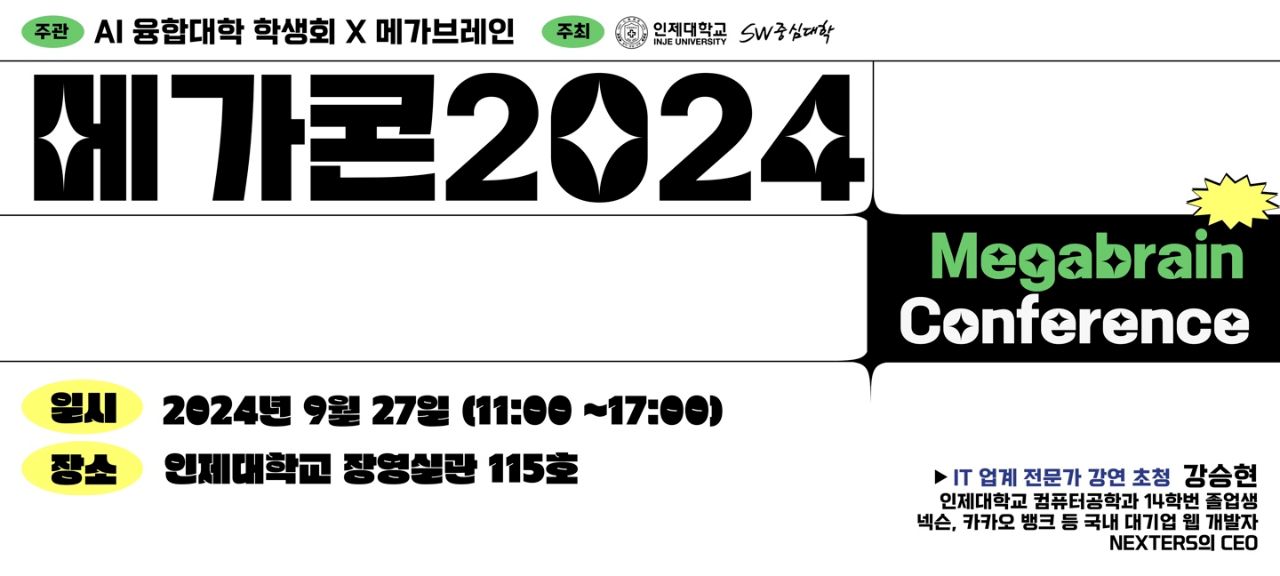 주관 AI 융합대학 학생회 X 메가브레인 주최 인제대학교 INJE UNIVERSITY SW중심대학
메가콘2024
Megabrain
Conference
일시 2024년 9월 27일 (11:00 ~17:00)
장소 인제대학교 장영실관 115호
▶ IT 업계 전문가 강연 초청 강승현
인제대학교 컴퓨터공학과 14학번 졸업생
넥슨, 카카오 뱅크 등 국내 대기업 웹 개발자
NEXTERS의 CEO